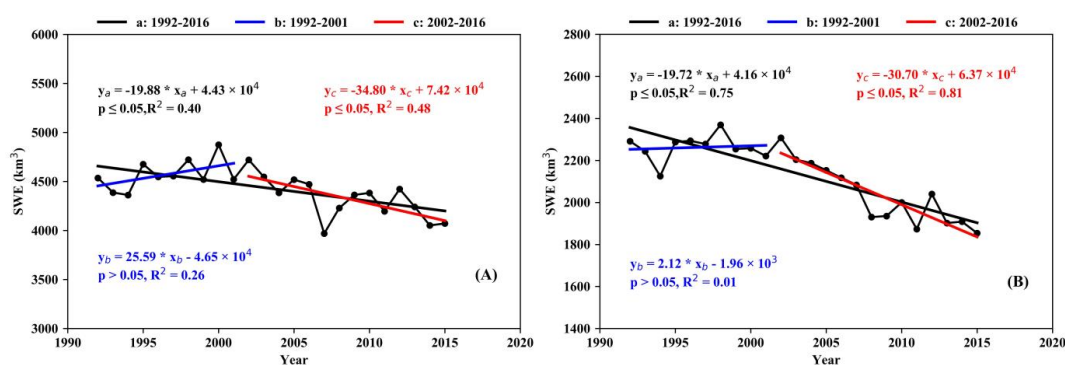 a: 1992-2016 b: 1992-2001 c: 2002-2016
6000
5500
5000
4500
4000
3500
3000
SWE (km³)
yₐ = -19.88 * xₐ + 4.43 × 10⁴
p ≤ 0.05,R² = 0.40
y_c = -34.80 * x_c + 7.42 × 10⁴
p ≤ 0.05, R² = 0.48
y_b = 25.59 * x_b - 4.65 × 10⁴
p > 0.05, R² = 0.26
(A)
1990 1995 2000 2005 2010 2015 2020
Year
a: 1992-2016 b: 1992-2001 c: 2002-2016
2800
2600
2400
2200
2000
1800
1600
1400
SWE (km³)
yₐ = -19.72 * xₐ + 4.16 × 10⁴
p ≤ 0.05,R² = 0.75
y_c = -30.70 * x_c + 6.37 × 10⁴
p ≤ 0.05, R² = 0.81
y_b = 2.12 * x_b - 1.96 × 10³
p > 0.05, R² = 0.01
(B)
1990 1995 2000 2005 2010 2015 2020
Year